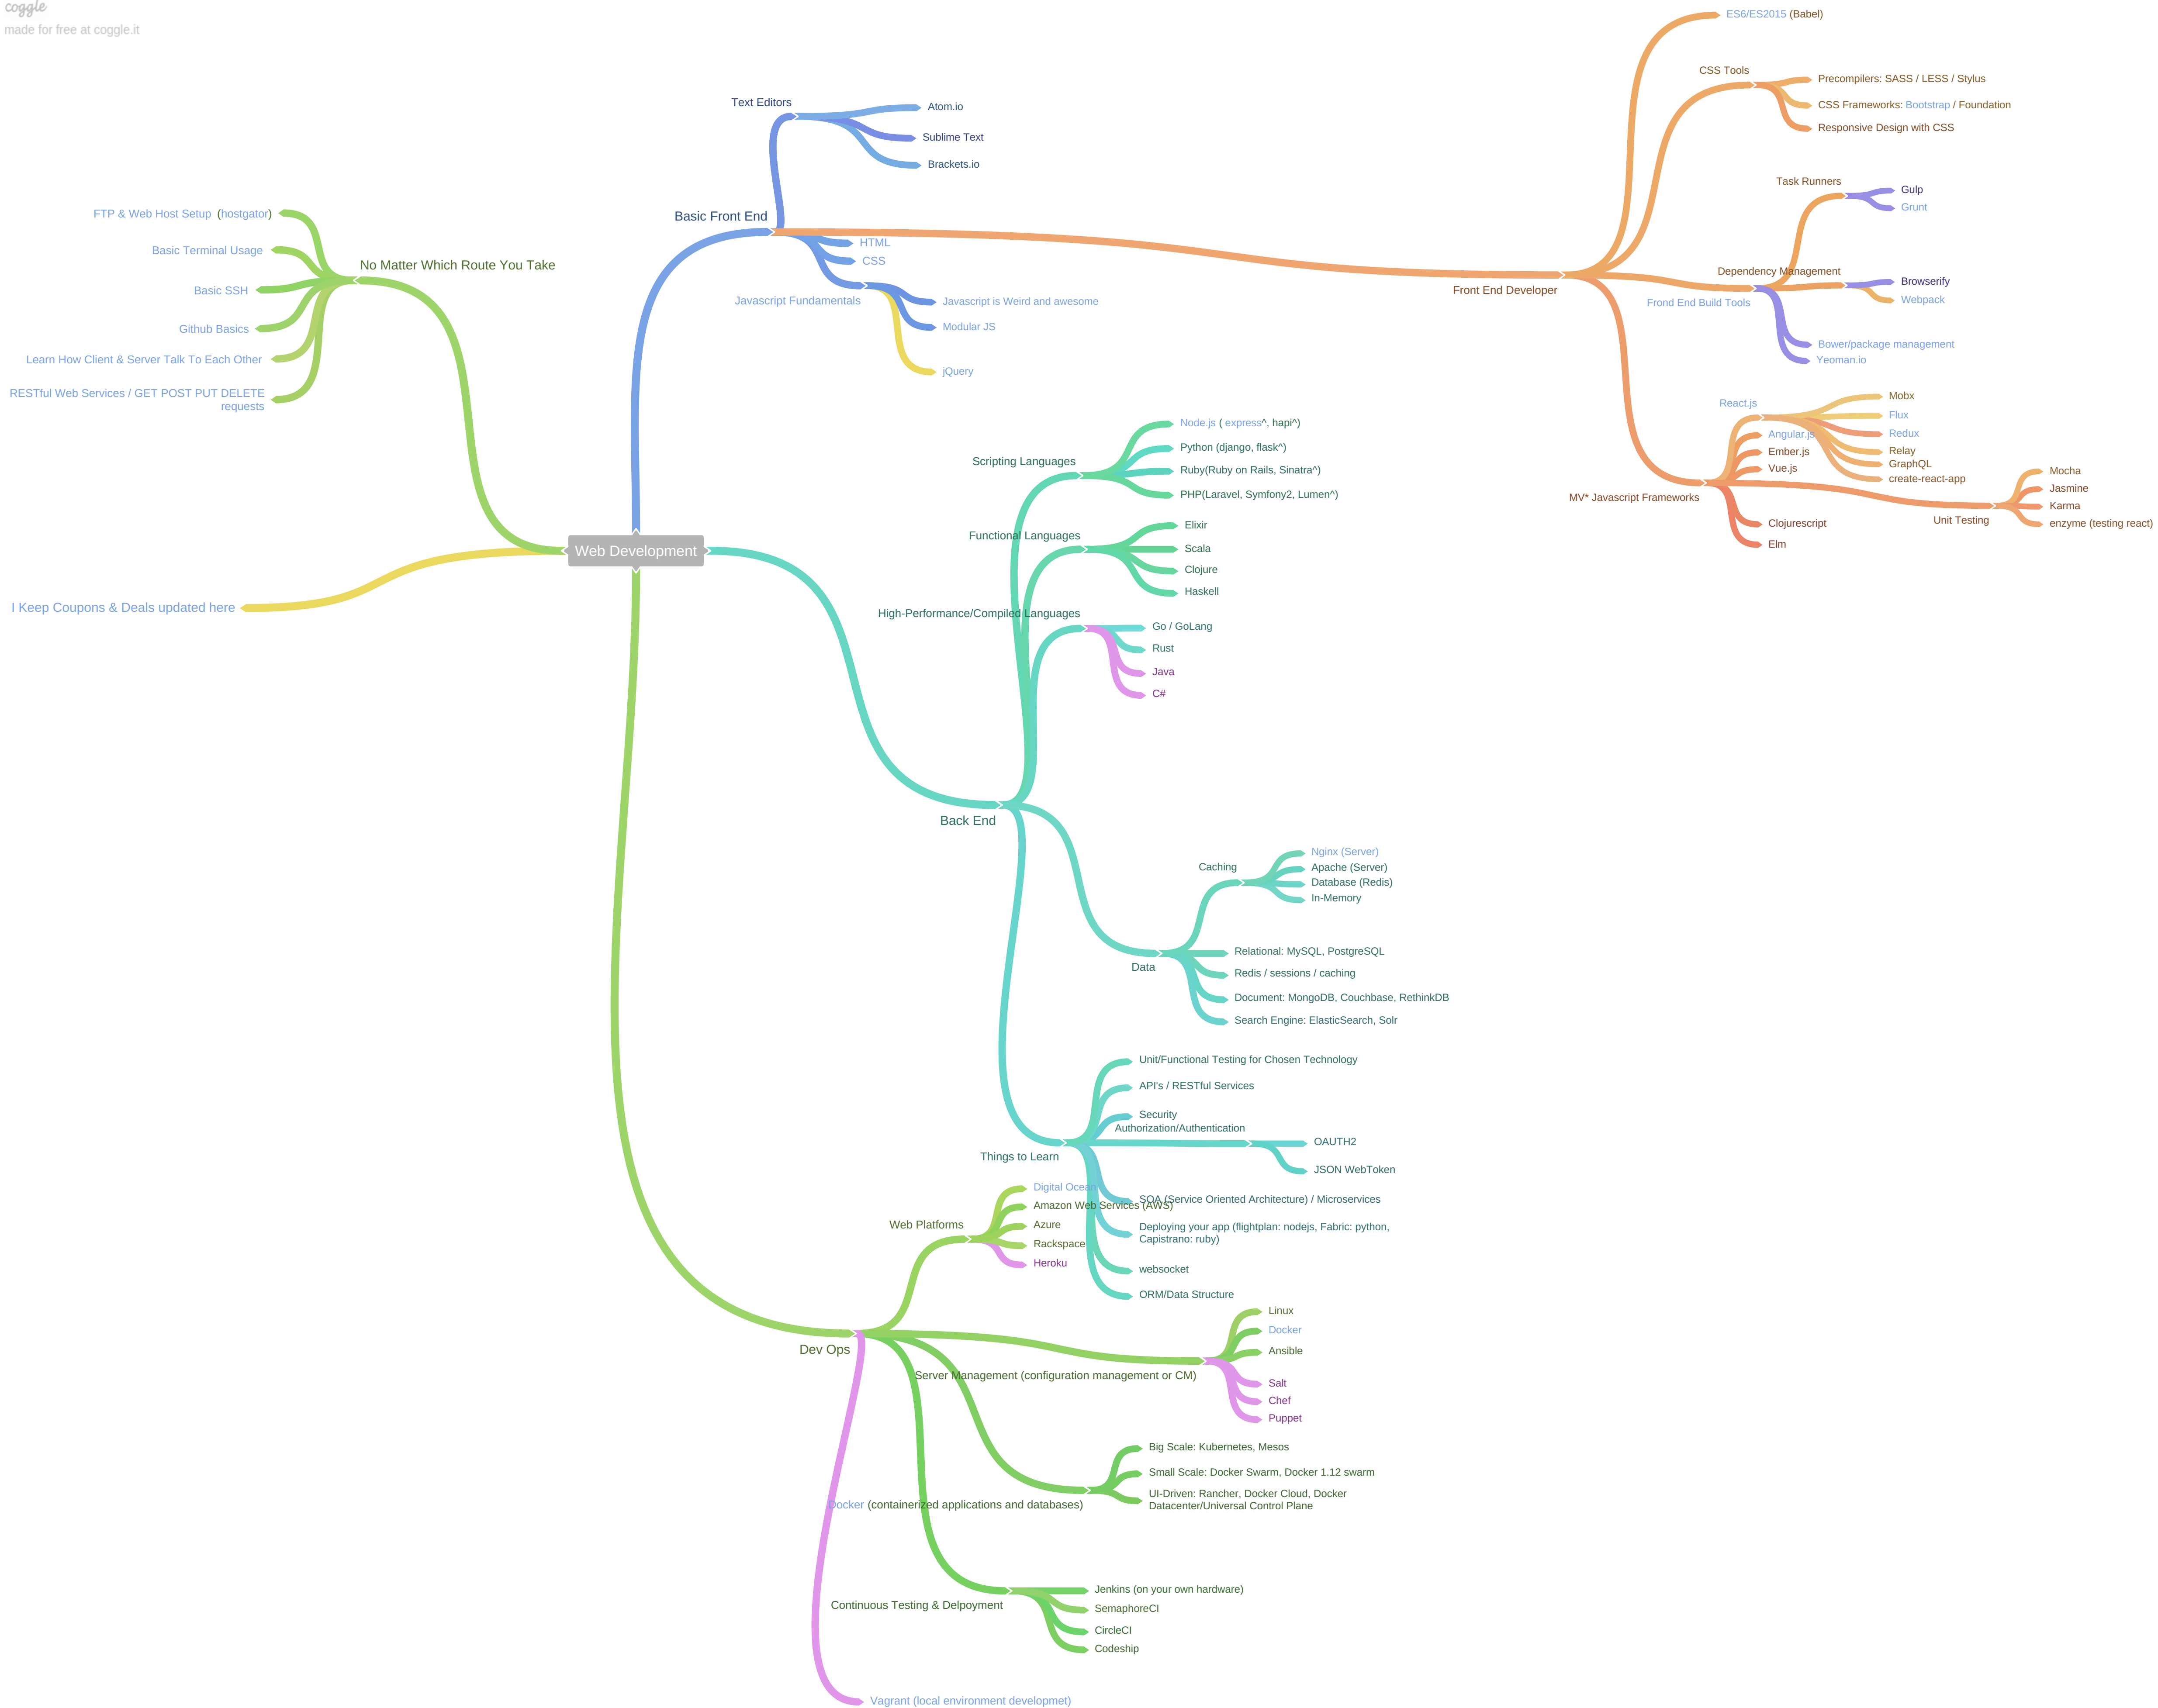 coggle
made for free at coggle.it
Web Development
No Matter Which Route You Take
FTP & Web Host Setup (hostgator)
Basic Terminal Usage
Basic SSH
Github Basics
Learn How Client & Server Talk To Each Other
RESTful Web Services / GET POST PUT DELETE
requests
I Keep Coupons & Deals updated here
Basic Front End
Text Editors
Atom.io
Sublime Text
Brackets.io
HTML
CSS
Javascript Fundamentals
Javascript is Weird and awesome
Modular JS
jQuery
Front End Developer
ES6/ES2015 (Babel)
CSS Tools
Precompilers: SASS / LESS / Stylus
CSS Frameworks: Bootstrap / Foundation
Responsive Design with CSS
Frond End Build Tools
Task Runners
Gulp
Grunt
Dependency Management
Browserify
Webpack
Bower/package management
Yeoman.io
MV* Javascript Frameworks
React.js
Mobx
Flux
Redux
Relay
GraphQL
create-react-app
Angular.js
Ember.js
Vue.js
Unit Testing
Mocha
Jasmine
Karma
enzyme (testing react)
Clojurescript
Elm
Back End
Scripting Languages
Node.js ( express^, hapi^)
Python (django, flask^)
Ruby(Ruby on Rails, Sinatra^)
PHP(Laravel, Symfony2, Lumen^)
Functional Languages
Elixir
Scala
Clojure
Haskell
High-Performance/Compiled Languages
Go / GoLang
Rust
Java
C#
Data
Caching
Nginx (Server)
Apache (Server)
Database (Redis)
In-Memory
Relational: MySQL, PostgreSQL
Redis / sessions / caching
Document: MongoDB, Couchbase, RethinkDB
Search Engine: ElasticSearch, Solr
Things to Learn
Unit/Functional Testing for Chosen Technology
API's / RESTful Services
Security
Authorization/Authentication
OAUTH2
JSON WebToken
SOA (Service Oriented Architecture) / Microservices
Deploying your app (flightplan: nodejs, Fabric: python,
Capistrano: ruby)
websocket
ORM/Data Structure
Dev Ops
Web Platforms
Digital Ocean
Amazon Web Services (AWS)
Azure
Rackspace
Heroku
Server Management (configuration management or CM)
Linux
Docker
Ansible
Salt
Chef
Puppet
Docker (containerized applications and databases)
Big Scale: Kubernetes, Mesos
Small Scale: Docker Swarm, Docker 1.12 swarm
UI-Driven: Rancher, Docker Cloud, Docker
Datacenter/Universal Control Plane
Continuous Testing & Delpoyment
Jenkins (on your own hardware)
SemaphoreCI
CircleCI
Codeship
Vagrant (local environment developmet)